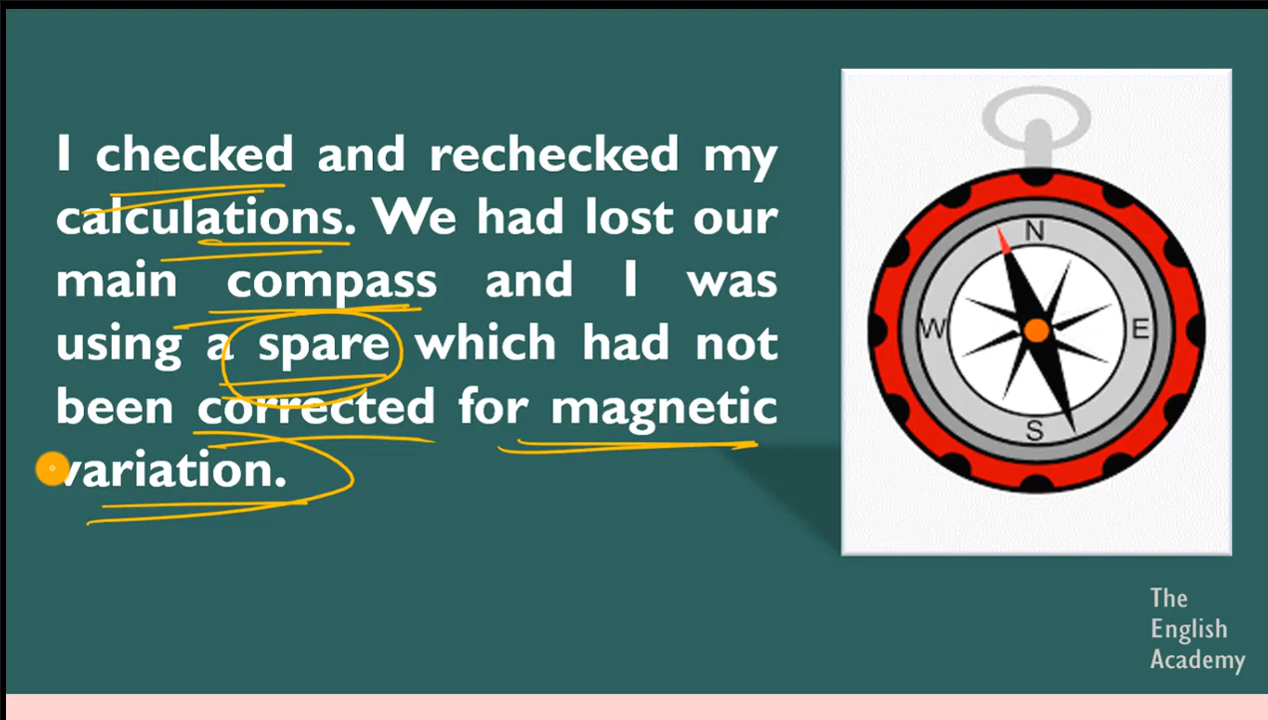 I checked and rechecked my
calculations. We had lost our
main compass and I was
using a spare which had not
been corrected for magnetic
variation.
N
W
E
S
The
English
Academy